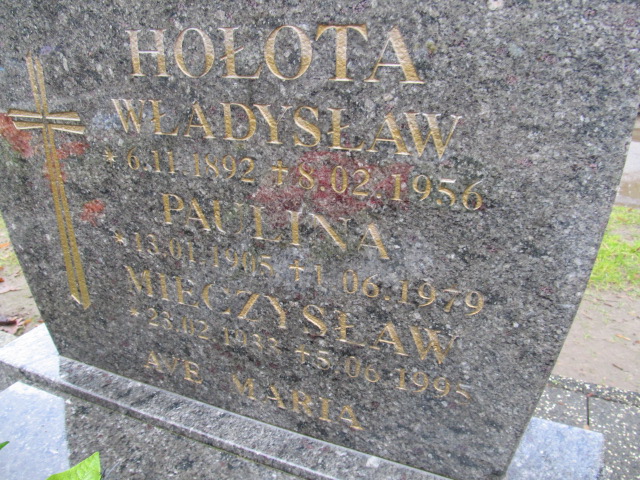 HOŁOTA
WŁADYSŁAW
*6.11.1892 +8.02.1956
PAULINA
*13.01.1905 +1.06.1979
MIECZYSŁAW
*23.02.1933 +5.06.1995
AVE MARIA